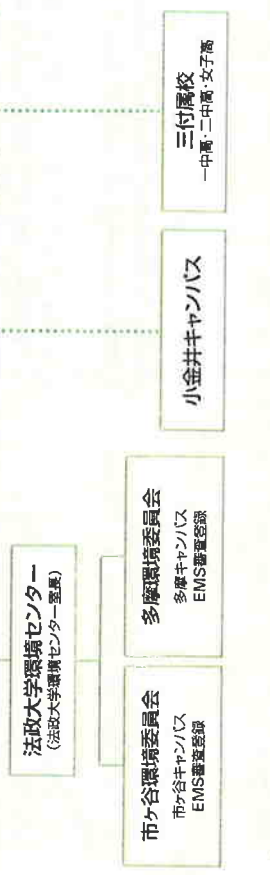 法政大学環境センター
(法政大学環境センター室長)
市ヶ谷環境委員会
市ヶ谷キャンパス
EMS審査登録
多摩環境委員会
多摩キャンパス
EMS審査登録
小金井キャンパス
三付属校
一中高・二中高・女子高